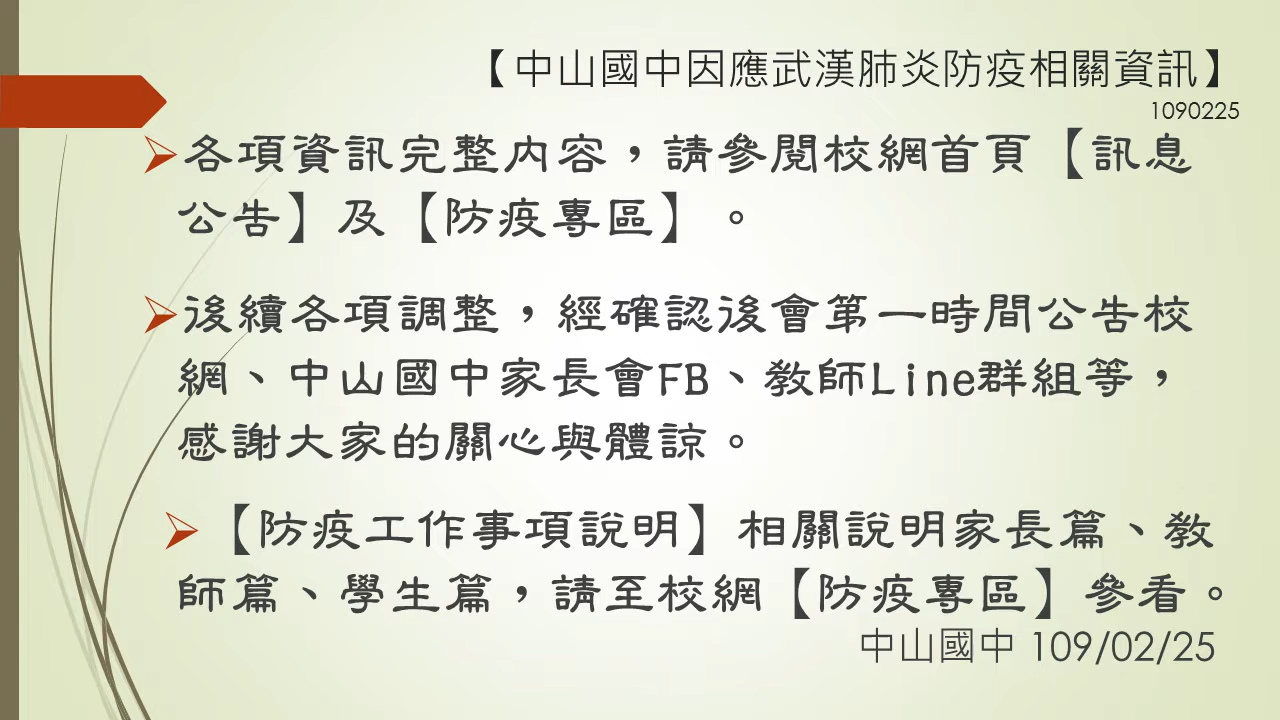 【中山國中因應武漢肺炎防疫相關資訊】
1090225
各項資訊完整內容，請參閱校網首頁【訊息
公告】及【防疫專區】。
後續各項調整，經確認後會第一時間公告校
網、中山國中家長會FB、教師Line群組等，
感謝大家的關心與體諒。
【防疫工作事項說明】相關說明家長篇、教
師篇、學生篇，請至校網【防疫專區】參看。
中山國中 109/02/25